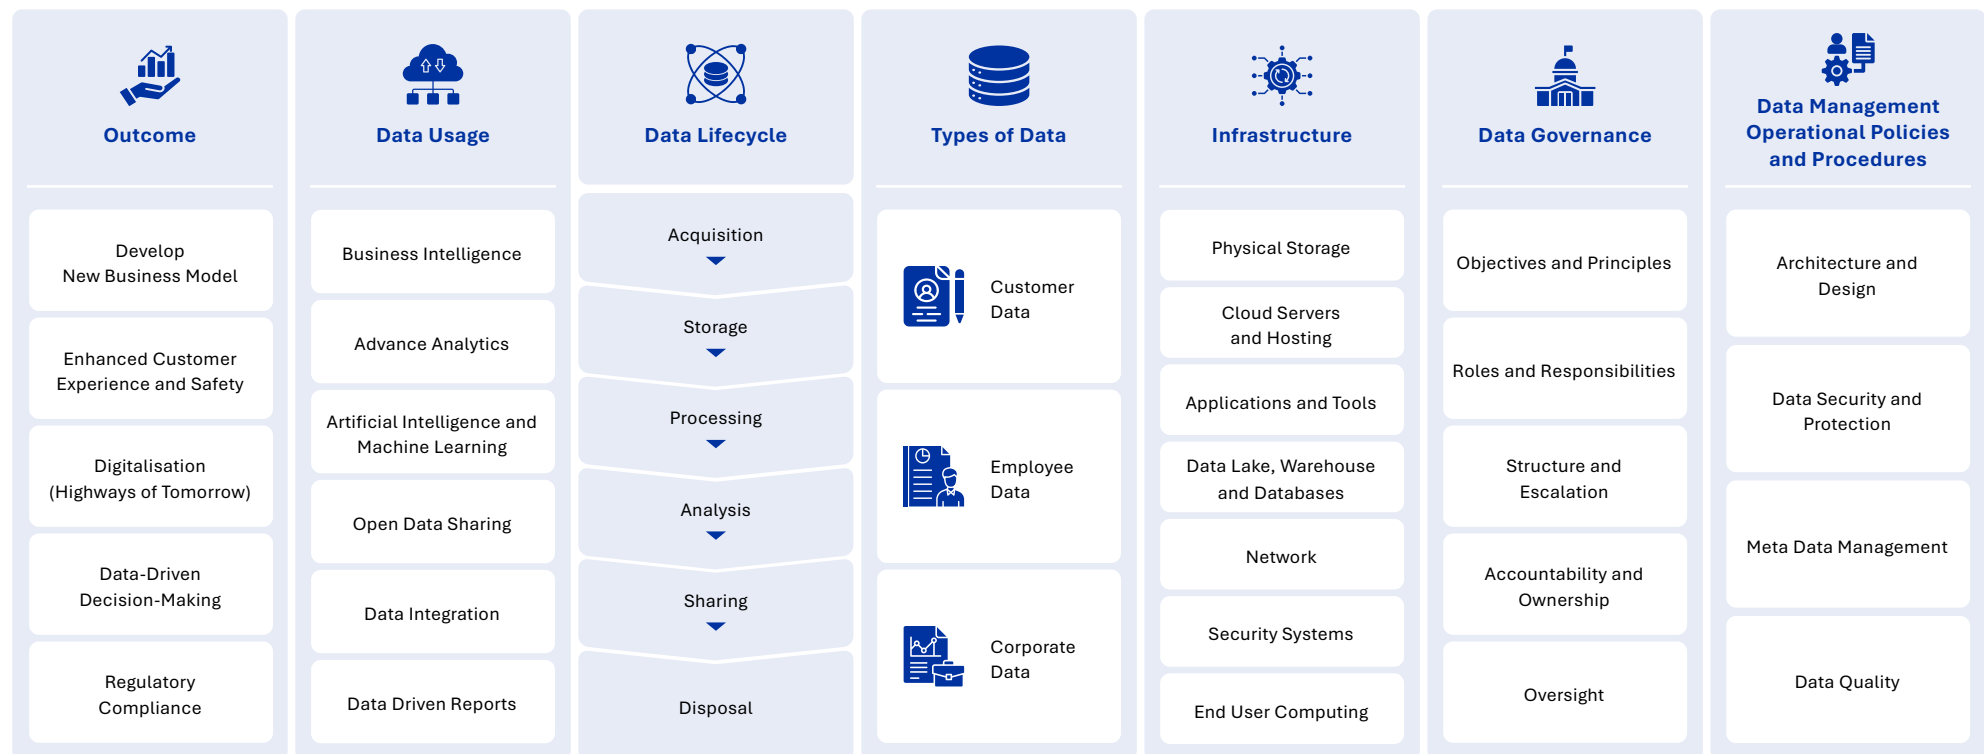 Outcome
Develop
New Business Model
Enhanced Customer
Experience and Safety
Digitalisation
(Highways of Tomorrow)
Data-Driven
Decision-Making
Regulatory
Compliance
Data Usage
Business Intelligence
Advance Analytics
Artificial Intelligence and
Machine Learning
Open Data Sharing
Data Integration
Data Driven Reports
Data Lifecycle
Acquisition
Storage
Processing
Analysis
Sharing
Disposal
Types of Data
Customer
Data
Employee
Data
Corporate
Data
Infrastructure
Physical Storage
Cloud Servers
and Hosting
Applications and Tools
Data Lake, Warehouse
and Databases
Network
Security Systems
End User Computing
Data Governance
Objectives and Principles
Roles and Responsibilities
Structure and
Escalation
Accountability and
Ownership
Oversight
Data Management
Operational Policies
and Procedures
Architecture and
Design
Data Security and
Protection
Meta Data Management
Data Quality